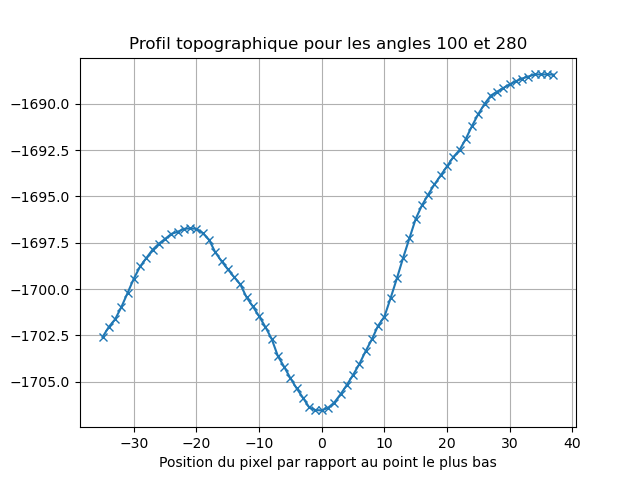 Profil topographique pour les angles 100 et 280
−1690.0
−1692.5
−1695.0
−1697.5
−1700.0
−1702.5
−1705.0
−30 −20 −10 0 10 20 30 40
Position du pixel par rapport au point le plus bas